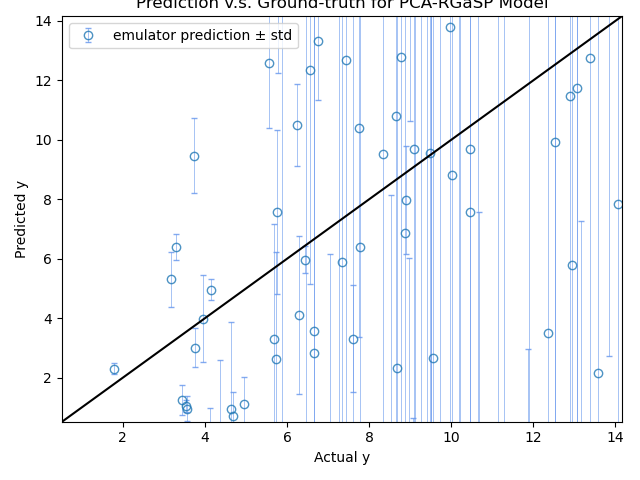 Prediction v.s. Ground-truth for PCA-RGaSP Model
emulator prediction ± std
14
12
10
8
6
4
2
Predicted y
2 4 6 8 10 12 14
Actual y